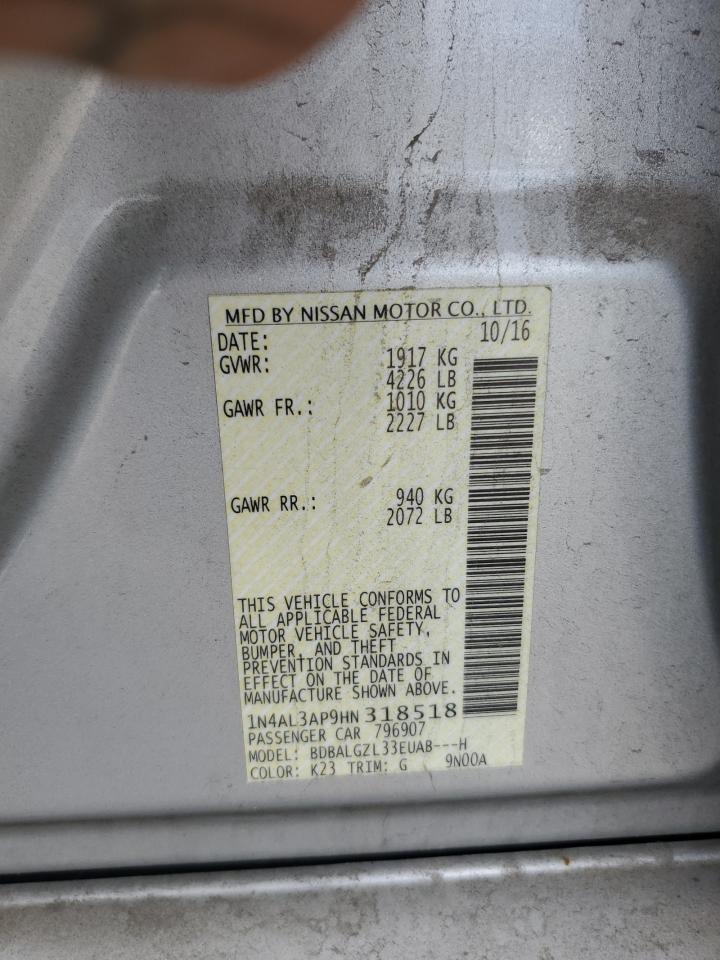 MFD BY NISSAN MOTOR CO., LTD.
DATE: 10/16
GVWR: 1917 KG
4226 LB
GAWR FR.: 1010 KG
2227 LB
GAWR RR.: 940 KG
2072 LB
THIS VEHICLE CONFORMS TO
ALL APPLICABLE FEDERAL
MOTOR VEHICLE SAFETY,
BUMPER, AND THEFT
PREVENTION STANDARDS IN
EFFECT ON THE DATE OF
MANUFACTURE SHOWN ABOVE.
1N4AL3AP9HN318518
PASSENGER CAR 796907
MODEL: BDBALGZL33EUAB---H
COLOR: K23 TRIM: G 9N00A